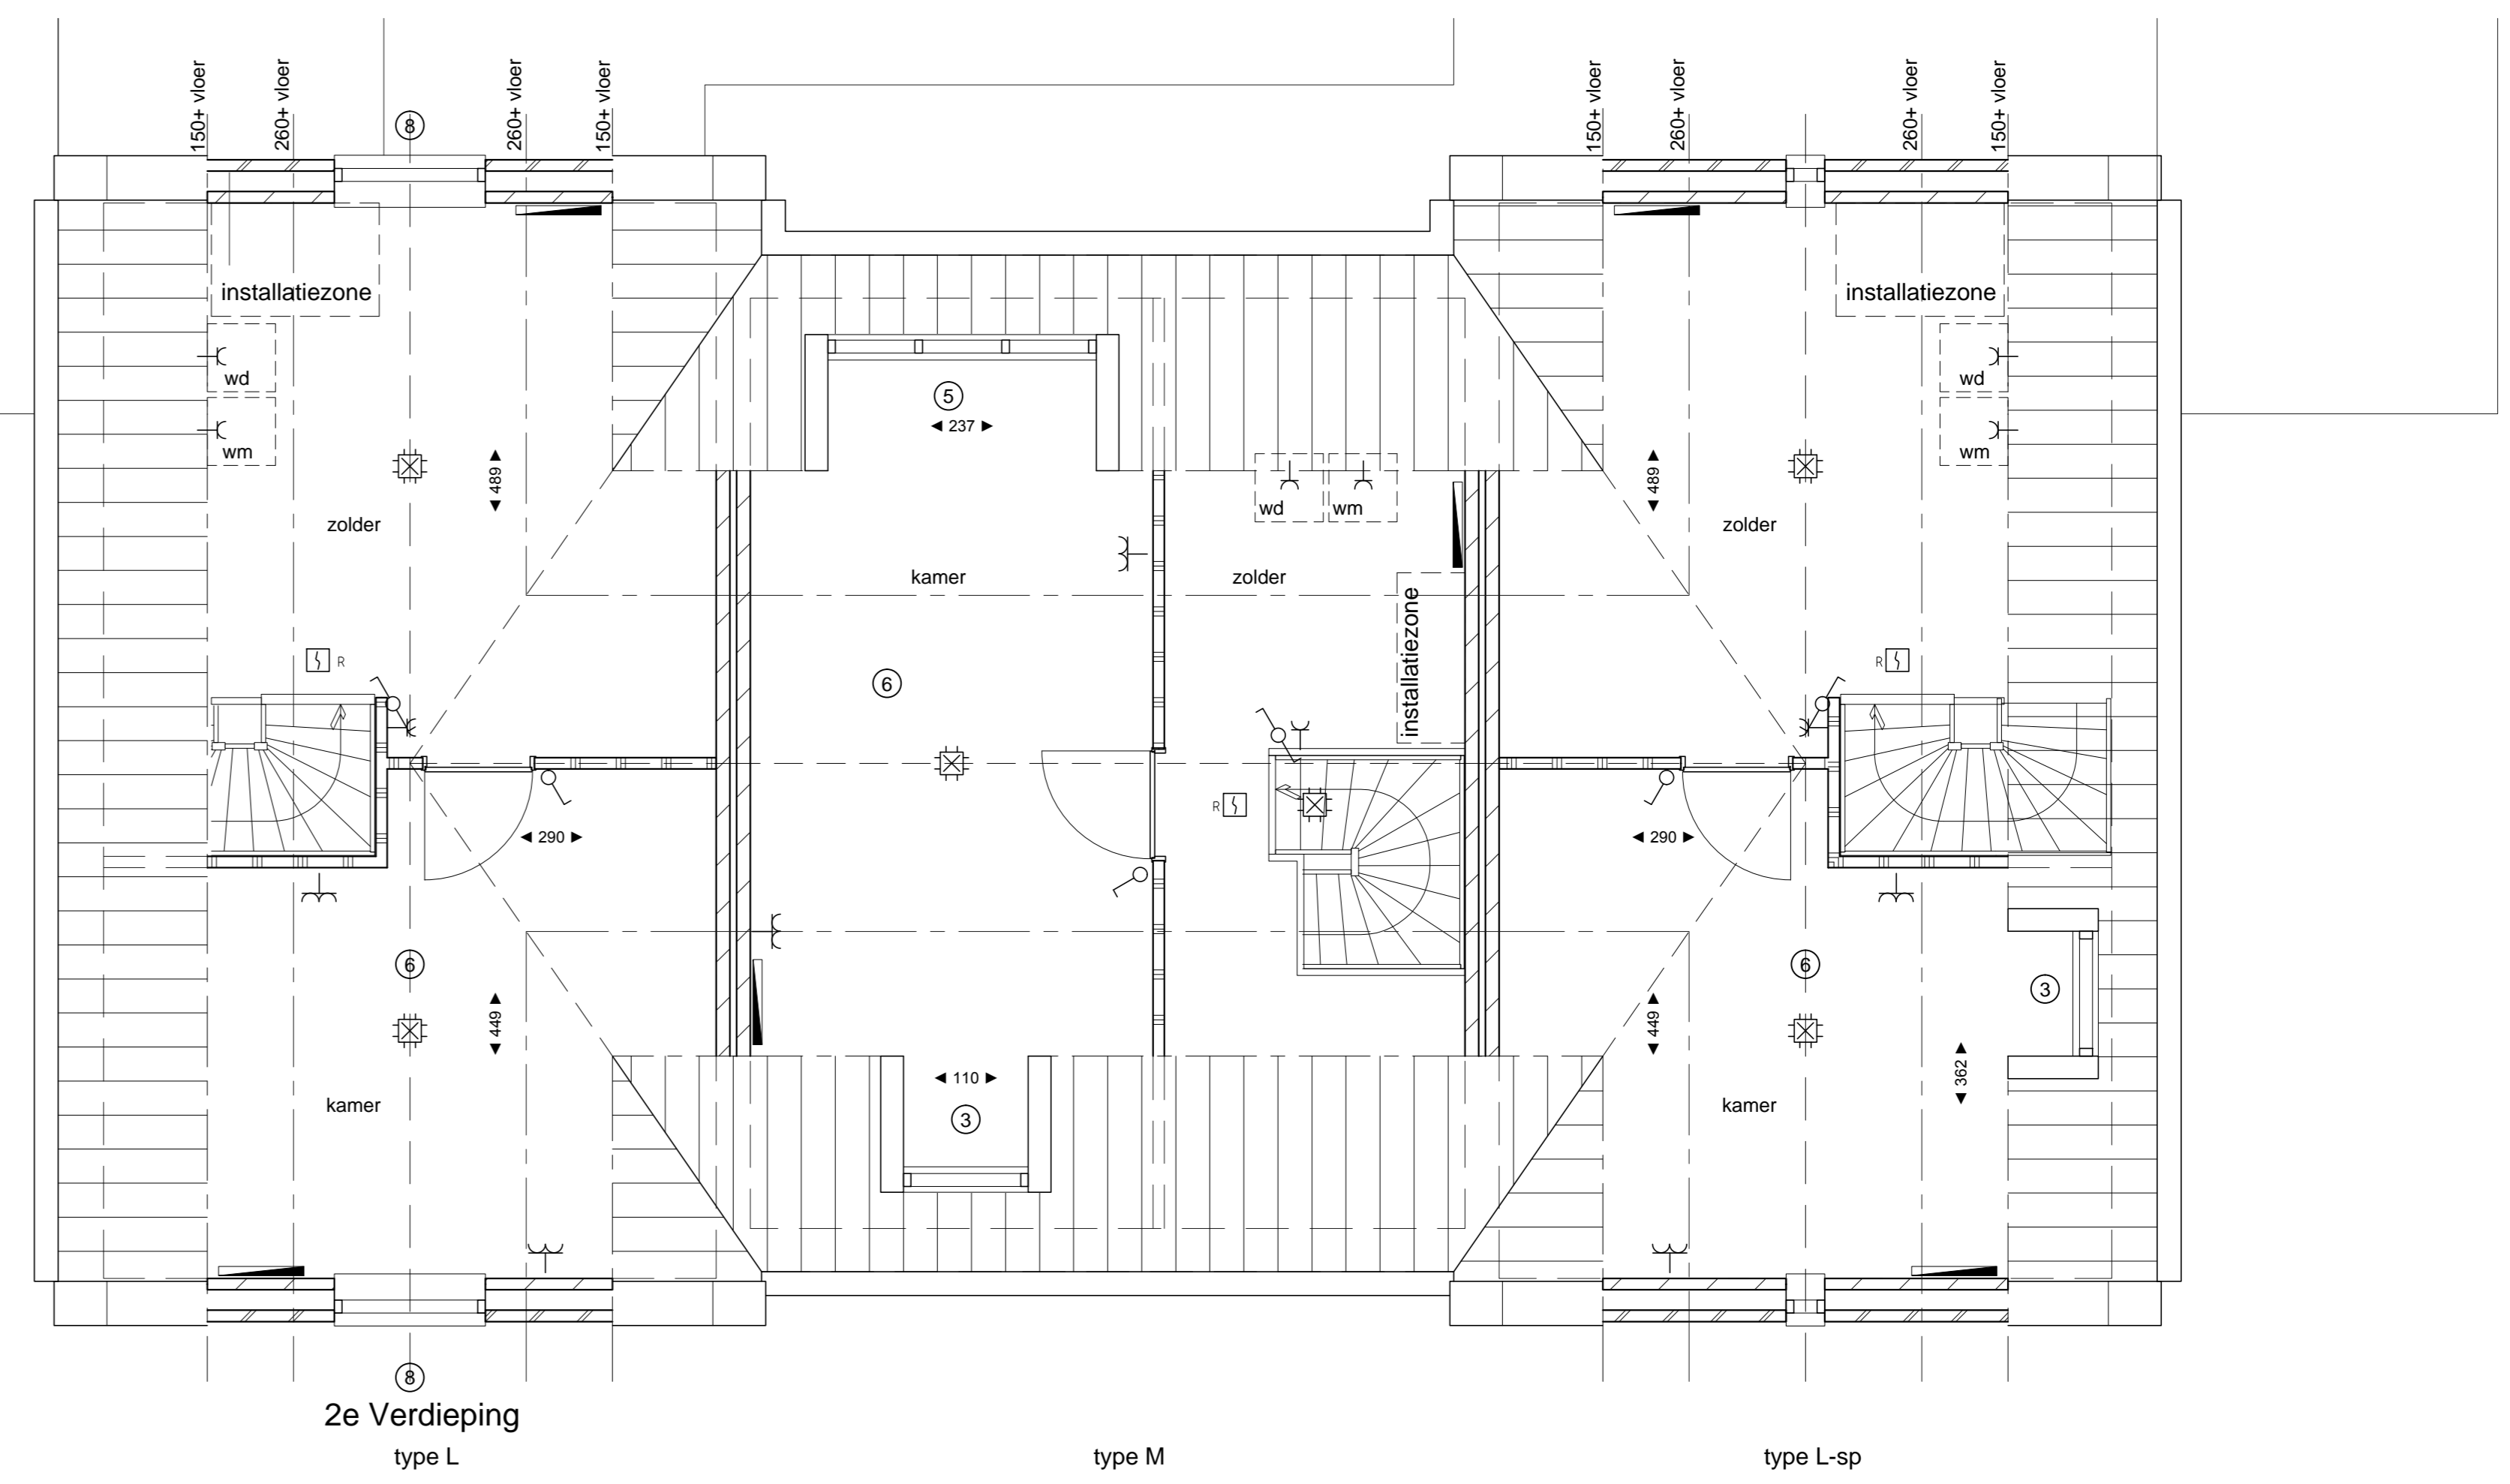 150+ vloer
260+ vloer
8
260+ vloer
150+ vloer
150+ vloer
260+ vloer
260+ vloer
150+ vloer
installatiezone
installatiezone
wd
wd
5
◄ 237 ►
wm
wm
◄ 489 ►
◄ 489 ►
wd
wm
zolder
zolder
kamer
zolder
installatiezone
R
R
6
R
◄ 290 ►
◄ 290 ►
6
6
3
◄ 449 ►
◄ 449 ►
◄ 362 ►
◄ 110 ►
3
kamer
kamer
8
2e Verdieping
type L
type M
type L-sp